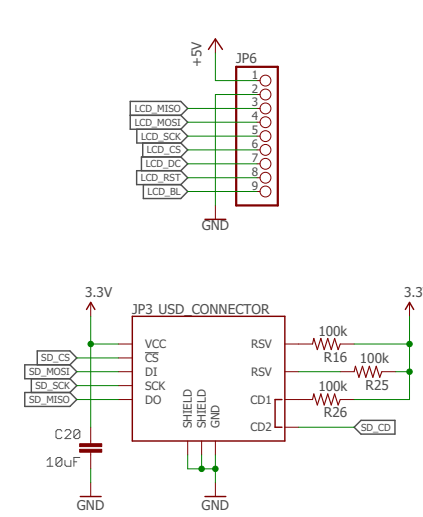 +5V
JP6
1
2
LCD_MISO 3
LCD_MOSI 4
LCD_SCK 5
LCD_CS 6
LCD_DC 7
LCD_RST 8
LCD_BL 9
GND
3.3V
3.3
JP3 USD_CONNECTOR
VCC RSV 100k
R16
SD_CS CS
100k
SD_MOSI DI RSV
R25
SD_SCK SCK
100k
SD_MISO DO CD1
R26
SHIELD SHIELD GND
CD2 SD_CD
C20
10uF
GND GND